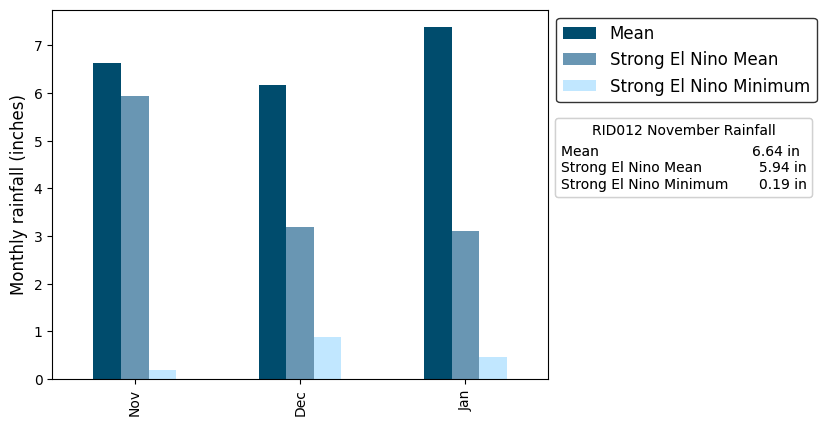 Monthly rainfall (inches)
7
6
5
4
3
2
1
0
Nov
Dec
Jan
Mean
Strong El Nino Mean
Strong El Nino Minimum
RID012 November Rainfall
Mean 6.64 in
Strong El Nino Mean 5.94 in
Strong El Nino Minimum 0.19 in